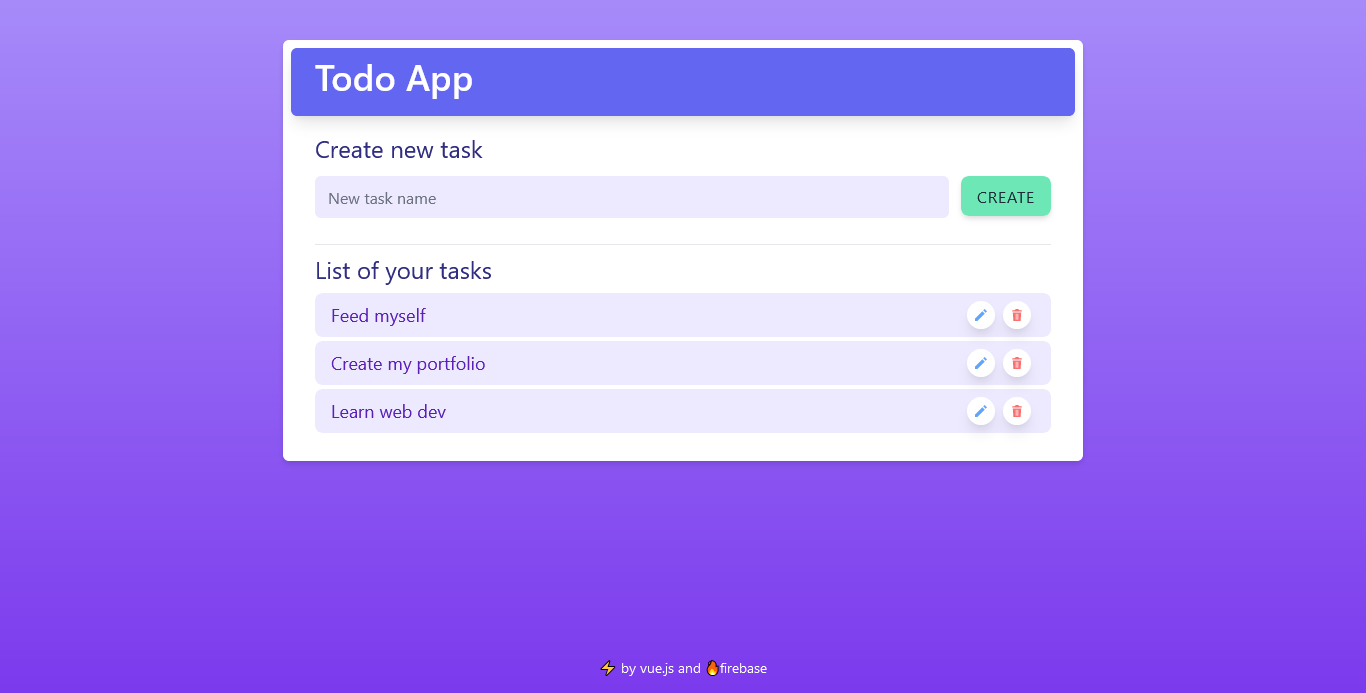 Todo App
Create new task
New task name
CREATE
List of your tasks
Feed myself
Create my portfolio
Learn web dev
⚡ by vue.js and 🔥firebase